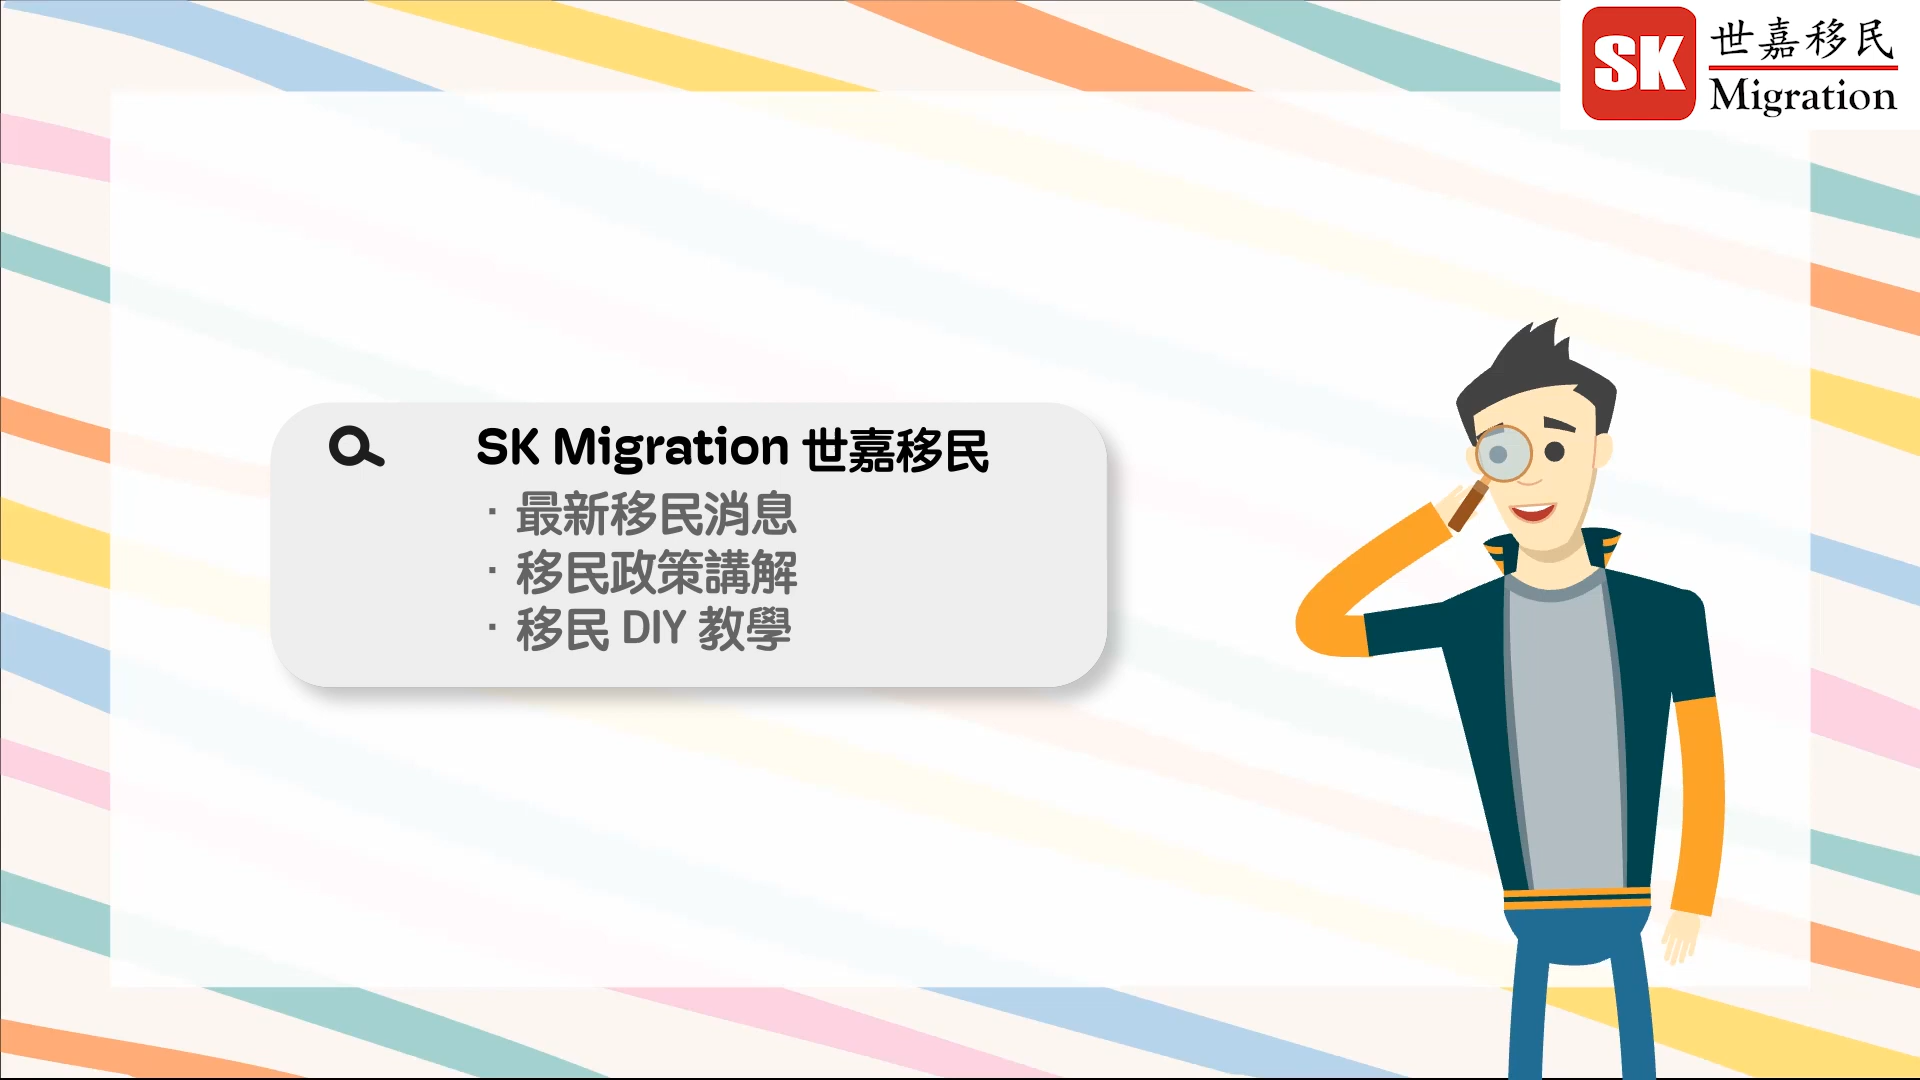 SK 世嘉移民
Migration
SK Migration 世嘉移民
· 最新移民消息
· 移民政策講解
· 移民 DIY 教學